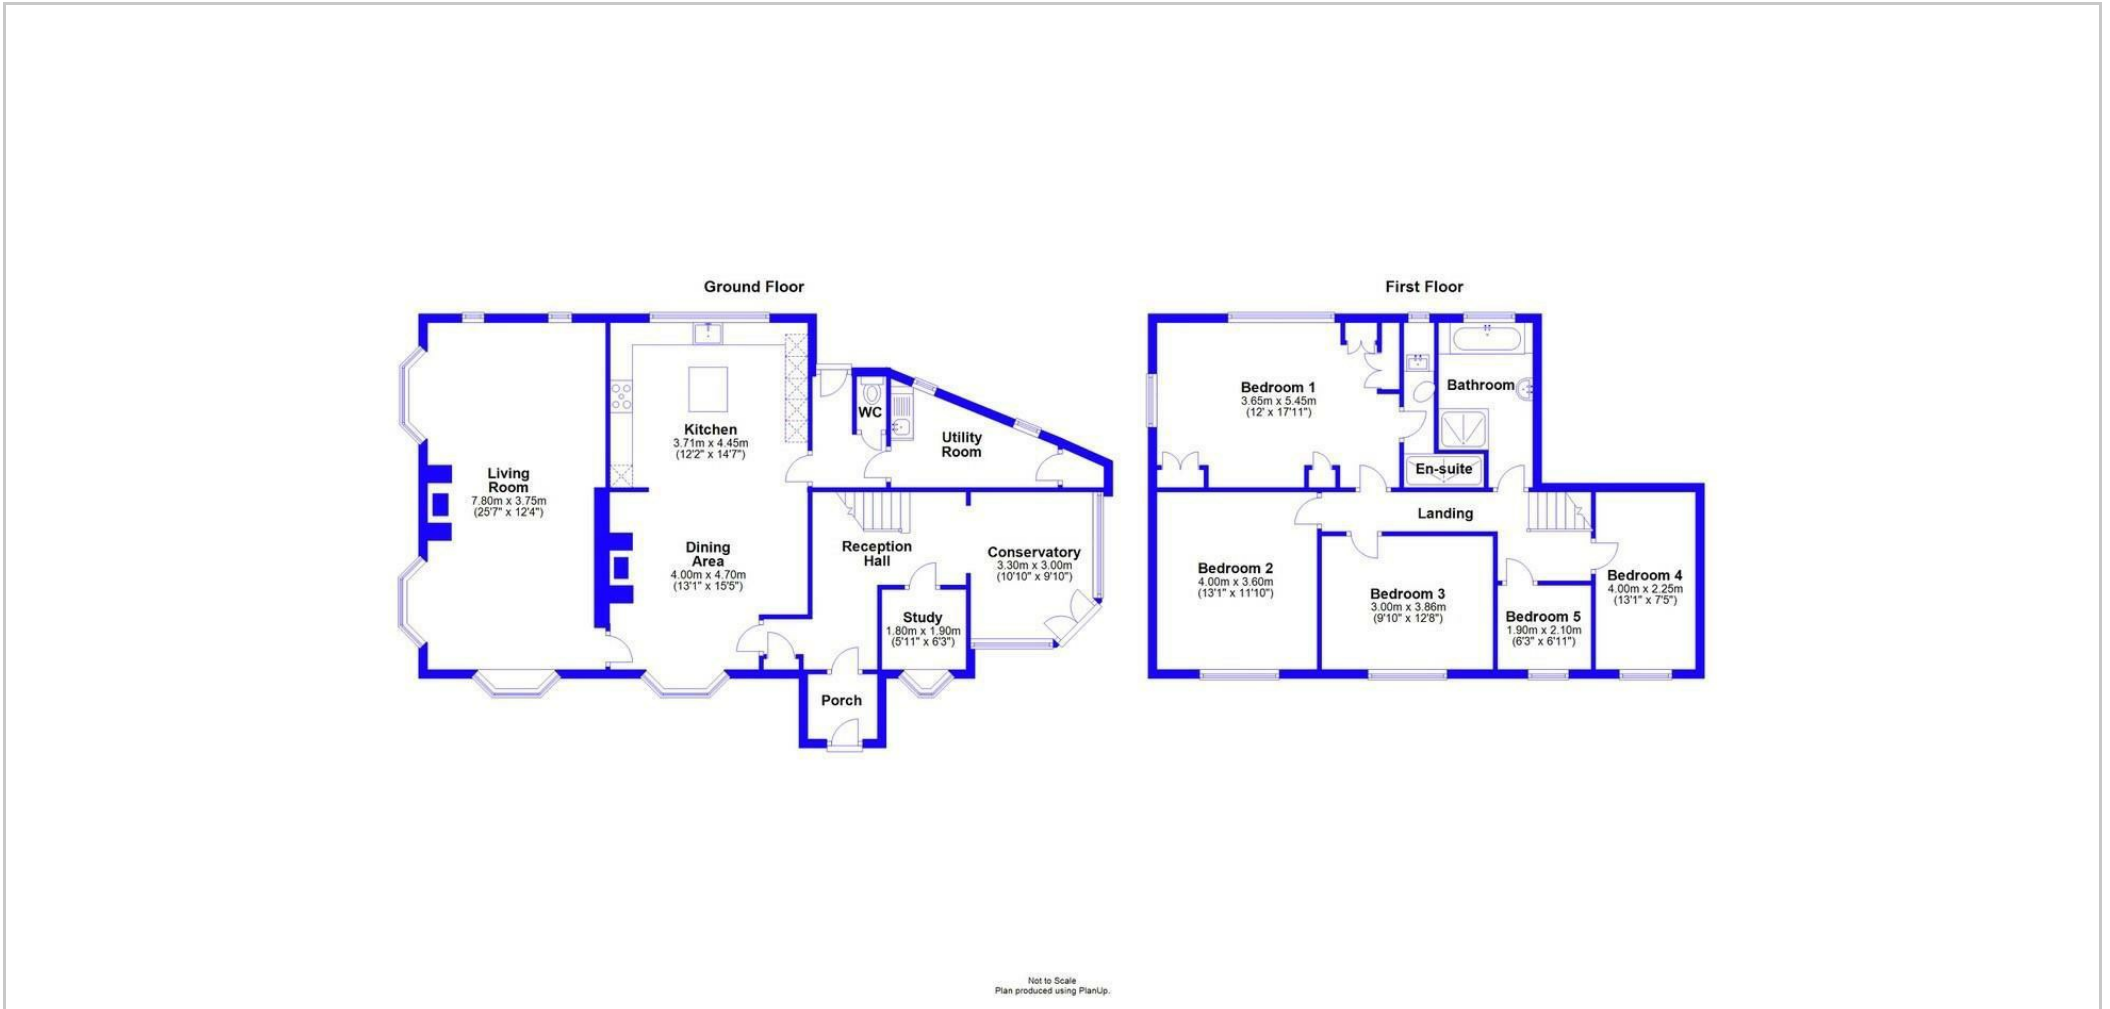 Ground Floor
Living
Room
7.80m x 3.75m
(25'7" x 12'4")
Kitchen
3.71m x 4.45m
(12'2" x 14'7")
Dining
Area
4.00m x 4.70m
(13'1" x 15'5")
WC
Utility
Room
Reception
Hall
Conservatory
3.30m x 3.00m
(10'10" x 9'10")
Study
1.80m x 1.90m
(5'11" x 6'3")
Porch
First Floor
Bedroom 1
3.65m x 5.45m
(12' x 17'11")
Bathroom
En-suite
Landing
Bedroom 2
4.00m x 3.60m
(13'1" x 11'10")
Bedroom 3
3.00m x 3.86m
(9'10" x 12'8")
Bedroom 5
1.90m x 2.10m
(6'3" x 6'11")
Bedroom 4
4.00m x 2.25m
(13'1" x 7'5")
Not to Scale
Plan produced using PlanUp.